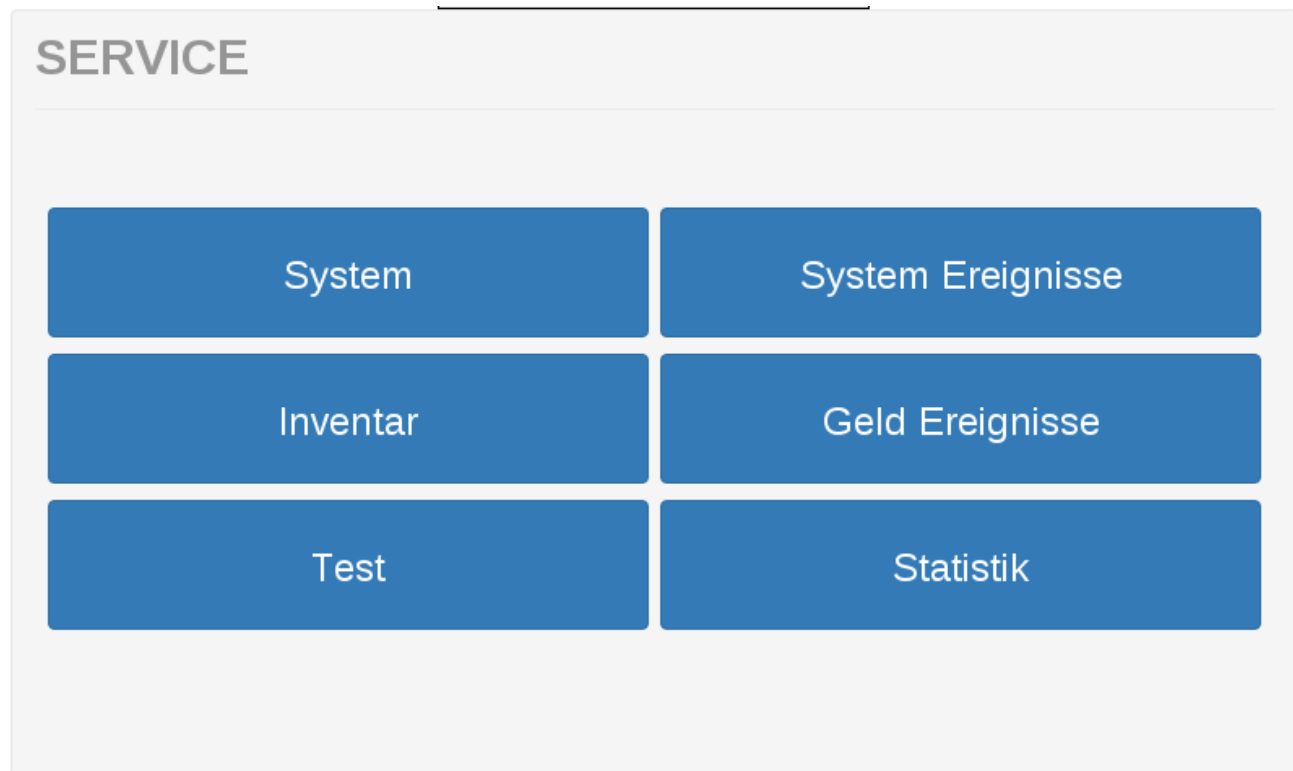 SERVICE
System
System Ereignisse
Inventar
Geld Ereignisse
Test
Statistik